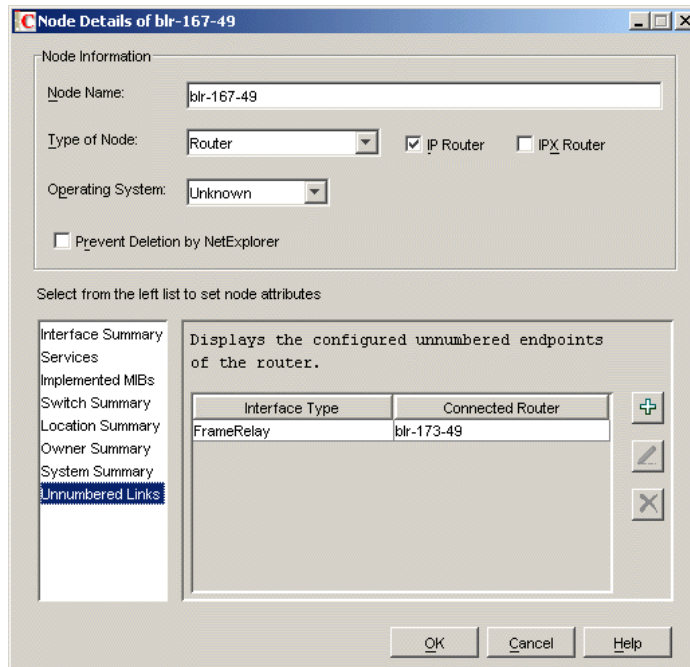 Node Details of blr-167-49
Node Information
Node Name:
blr-167-49
Type of Node:
Router
IP Router
IPX Router
Operating System:
Unknown
Prevent Deletion by NetExplorer
Select from the left list to set node attributes
Interface Summary
Services
Implemented MIBs
Switch Summary
Location Summary
Owner Summary
System Summary
Unnumbered Links
Displays the configured unnumbered endpoints
of the router.
Interface Type
Connected Router
FrameRelay
blr-173-49
OK
Cancel
Help